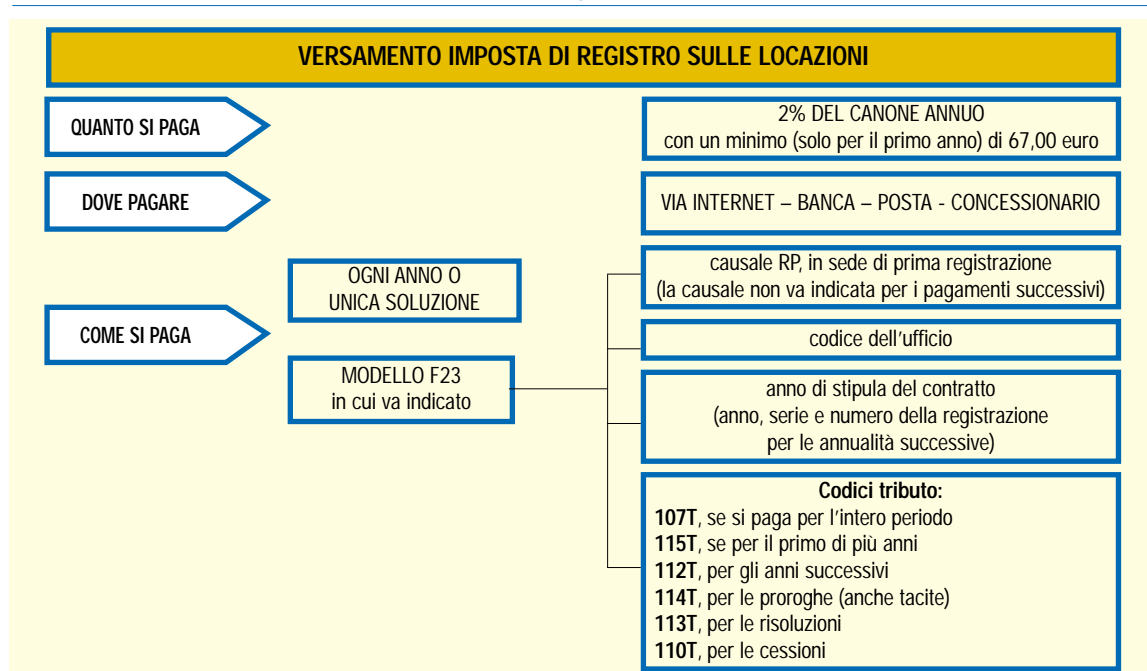 VERSAMENTO IMPOSTA DI REGISTRO SULLE LOCAZIONI
QUANTO SI PAGA
2% DEL CANONE ANNUO
con un minimo (solo per il primo anno) di 67,00 euro
DOVE PAGARE
VIA INTERNET – BANCA – POSTA - CONCESSIONARIO
COME SI PAGA
OGNI ANNO O
UNICA SOLUZIONE
MODELLO F23
in cui va indicato
causale RP, in sede di prima registrazione
(la causale non va indicata per i pagamenti successivi)
codice dell'ufficio
anno di stipula del contratto
(anno, serie e numero della registrazione
per le annualità successive)
Codici tributo:
107T, se si paga per l'intero periodo
115T, se per il primo di più anni
112T, per gli anni successivi
114T, per le proroghe (anche tacite)
113T, per le risoluzioni
110T, per le cessioni